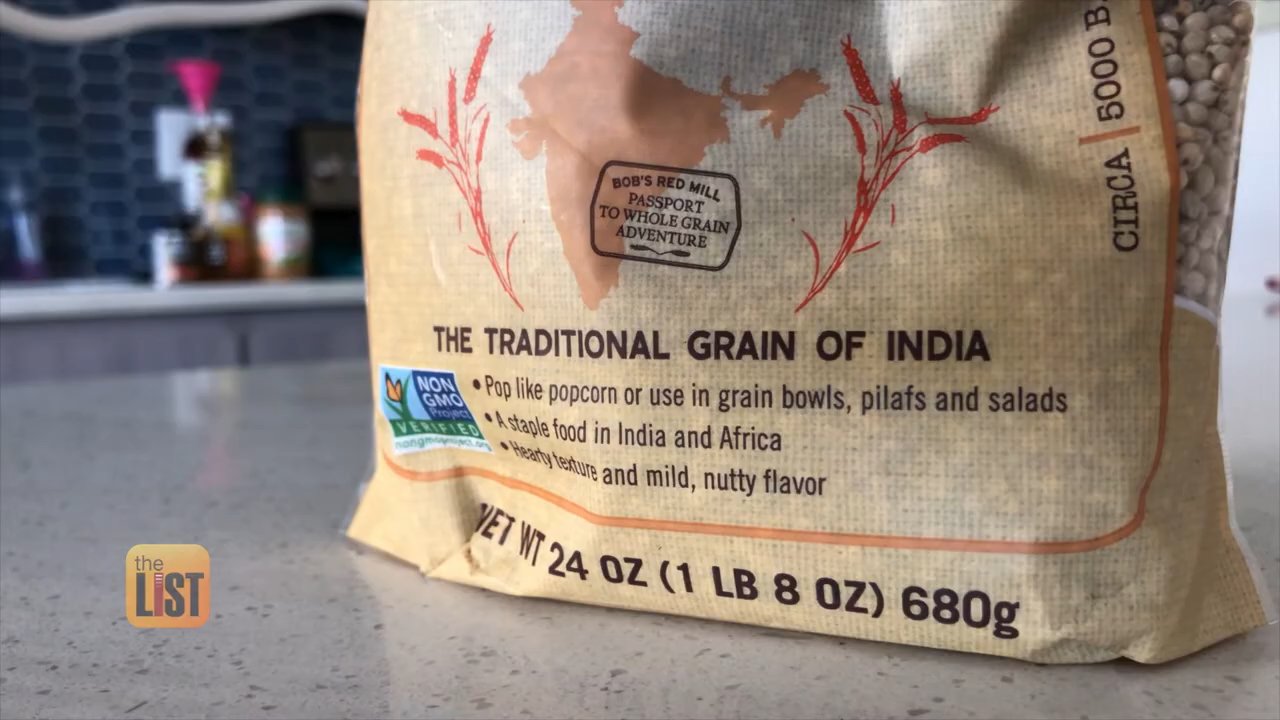 BOB'S RED MILL
PASSPORT
TO WHOLE GRAIN
ADVENTURE
CIRCA | 5000 B.
THE TRADITIONAL GRAIN OF INDIA
NON
GMO
Project
VERIFIED
nongmoproject.org
• Pop like popcorn or use in grain bowls, pilafs and salads
• A staple food in India and Africa
• Hearty texture and mild, nutty flavor
NET WT 24 OZ (1 LB 8 OZ) 680g
the
LiST